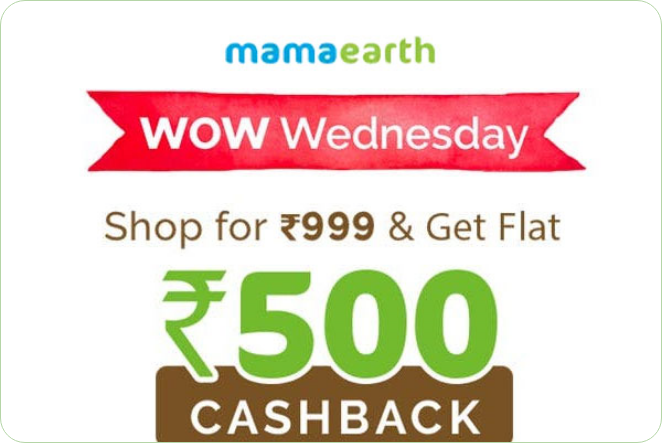 mamaearth
WOW Wednesday
Shop for ₹999 & Get Flat
₹500
CASHBACK